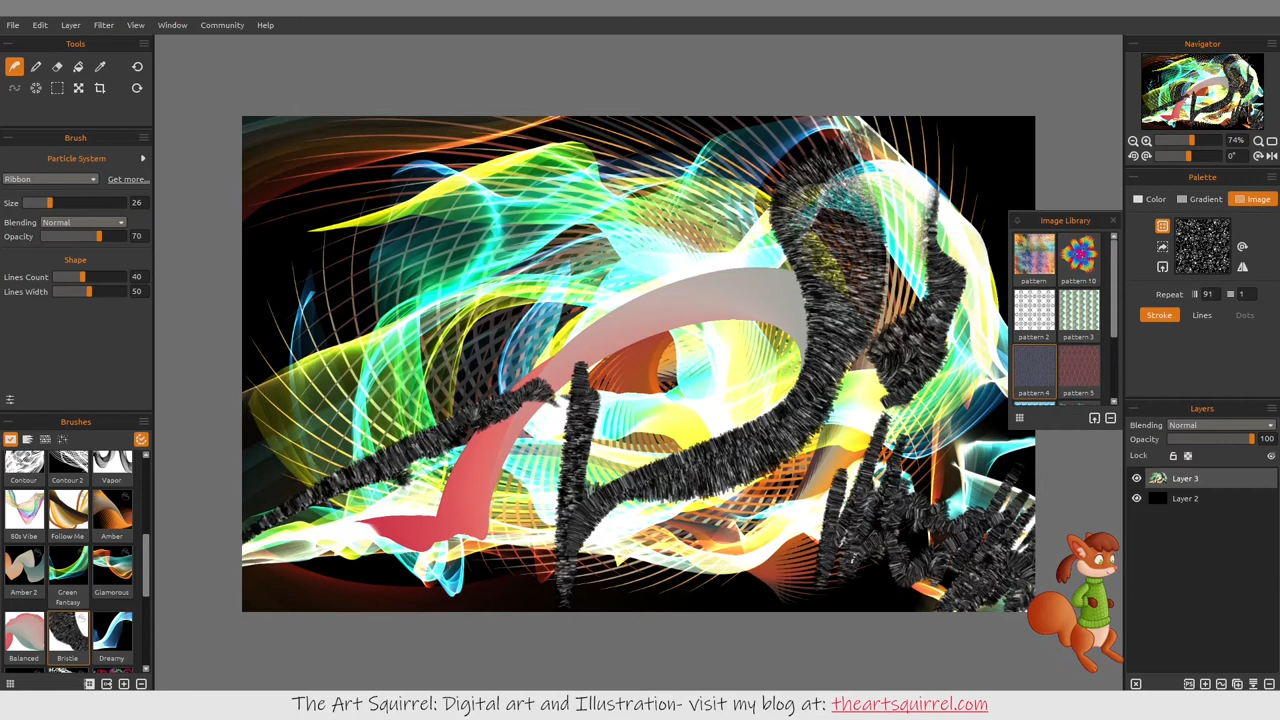 File Edit Layer Filter View Window Community Help
Tools
Brush
Particle System
Ribbon Get more...
Size 26
Blending Normal
Opacity 70
Shape
Lines Count 40
Lines Width 50
Brushes
Contour Contour 2 Vapor
80s Vibe Follow Me Amber
Amber 2 Green Fantasy Glamorous
Balanced Bristle Dreamy
Image Library
pattern pattern 10
pattern 2 pattern 3
pattern 4 pattern 5
Navigator
74%
0°
Palette
Color Gradient Image
Repeat 91 1
Stroke Lines Dots
Layers
Blending Normal
Opacity 100
Lock
Layer 3
Layer 2
The Art Squirrel: Digital art and Illustration- visit my blog at: theartsquirrel.com